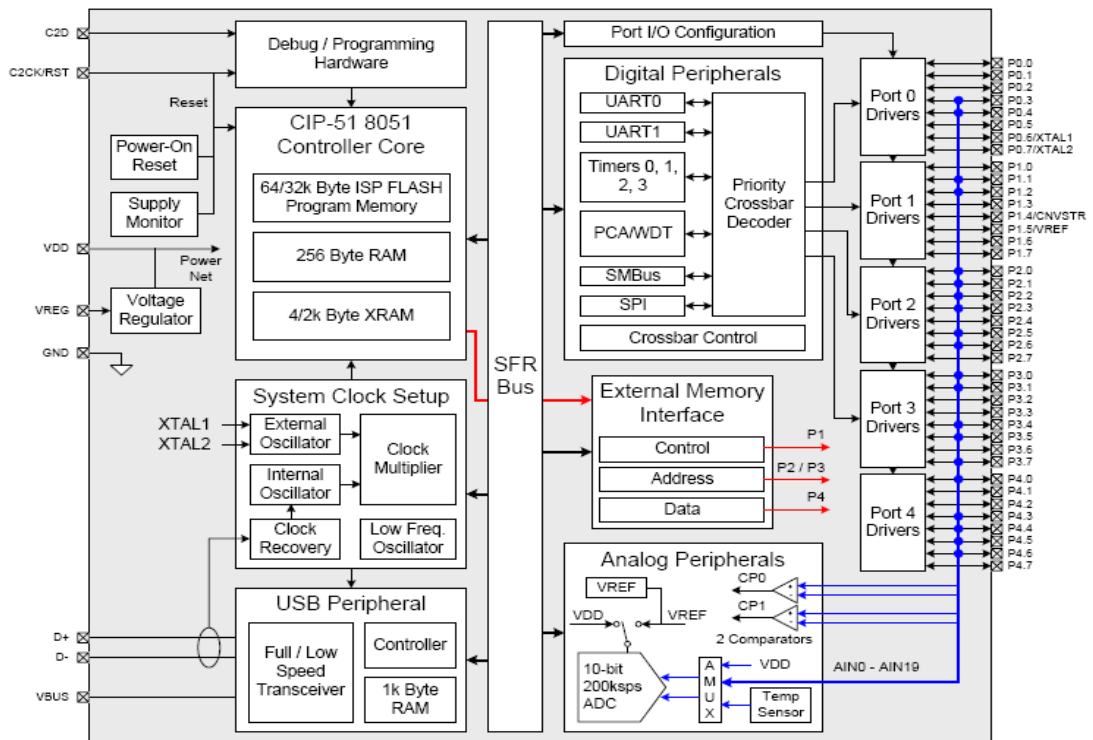 C2D
C2CK/RST
Reset
Power-On
Reset
Supply
Monitor
VDD
Power
Net
VREG
Voltage
Regulator
GND
XTAL1
XTAL2
D+
D-
VBUS
Debug / Programming
Hardware
CIP-51 8051
Controller Core
64/32k Byte ISP FLASH
Program Memory
256 Byte RAM
4/2k Byte XRAM
System Clock Setup
External
Oscillator
Internal
Oscillator
Clock
Recovery
Clock
Multiplier
Low Freq.
Oscillator
USB Peripheral
Full / Low
Speed
Transceiver
Controller
1k Byte
RAM
SFR
Bus
Port I/O Configuration
Digital Peripherals
UART0
UART1
Timers 0, 1,
2, 3
PCA/WDT
SMBus
SPI
Priority
Crossbar
Decoder
Crossbar Control
External Memory
Interface
Control
Address
Data
P1
P2 / P3
P4
Analog Peripherals
VREF
VDD
VREF
CP0
+
-
CP1
+
-
2 Comparators
10-bit
200ksps
ADC
A
M
U
X
VDD
Temp
Sensor
AIN0 - AIN19
Port 0
Drivers
Port 1
Drivers
Port 2
Drivers
Port 3
Drivers
Port 4
Drivers
P0.0
P0.1
P0.2
P0.3
P0.4
P0.5
P0.6/XTAL1
P0.7/XTAL2
P1.0
P1.1
P1.2
P1.3
P1.4/CNVSTR
P1.5/VREF
P1.6
P1.7
P2.0
P2.1
P2.2
P2.3
P2.4
P2.5
P2.6
P2.7
P3.0
P3.1
P3.2
P3.3
P3.4
P3.5
P3.6
P3.7
P4.0
P4.1
P4.2
P4.3
P4.4
P4.5
P4.6
P4.7